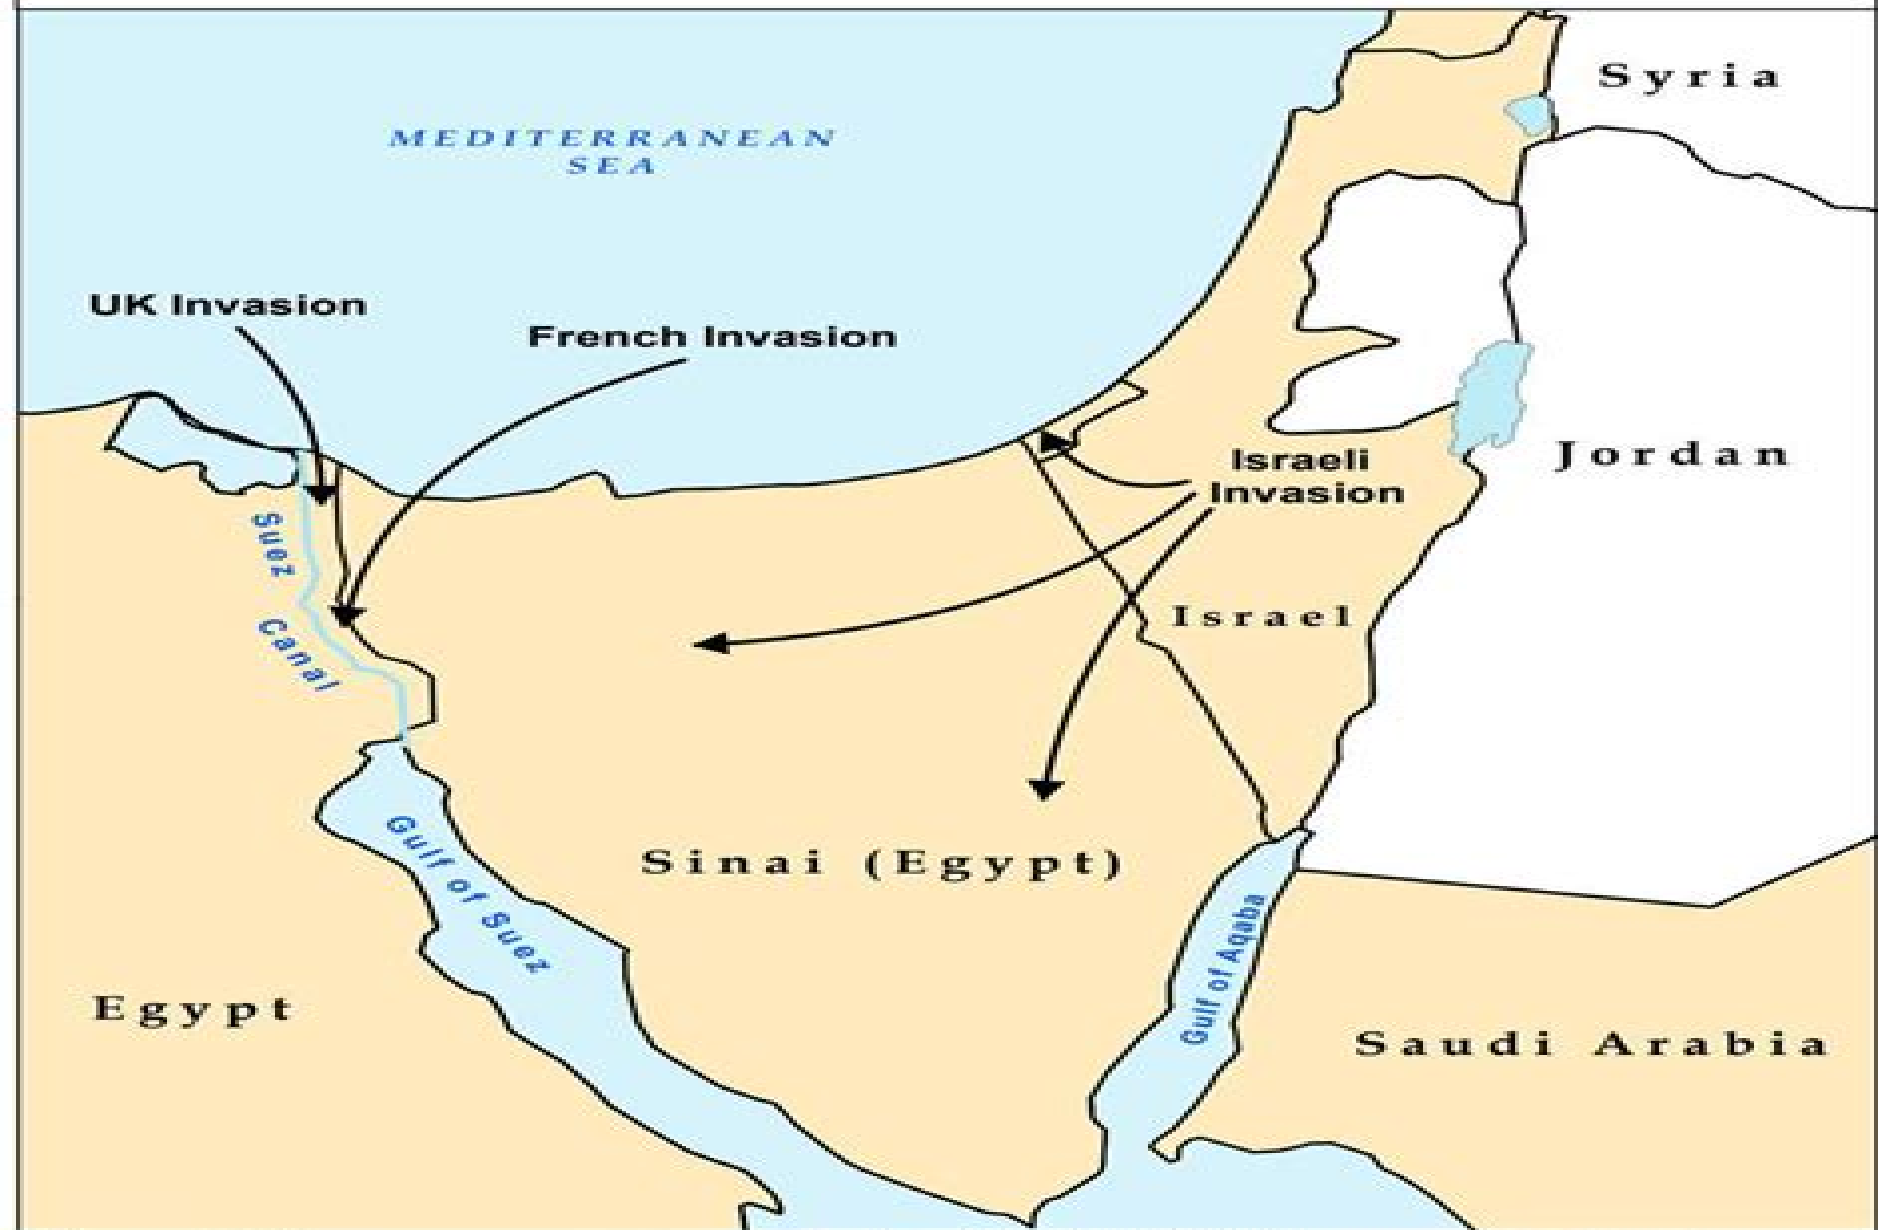 Syria
MEDITERRANEAN
SEA
UK Invasion
French Invasion
Israeli
Invasion
Jordan
Suez Canal
Israel
Gulf of Suez
Sinai (Egypt)
Gulf of Aqaba
Egypt
Saudi Arabia